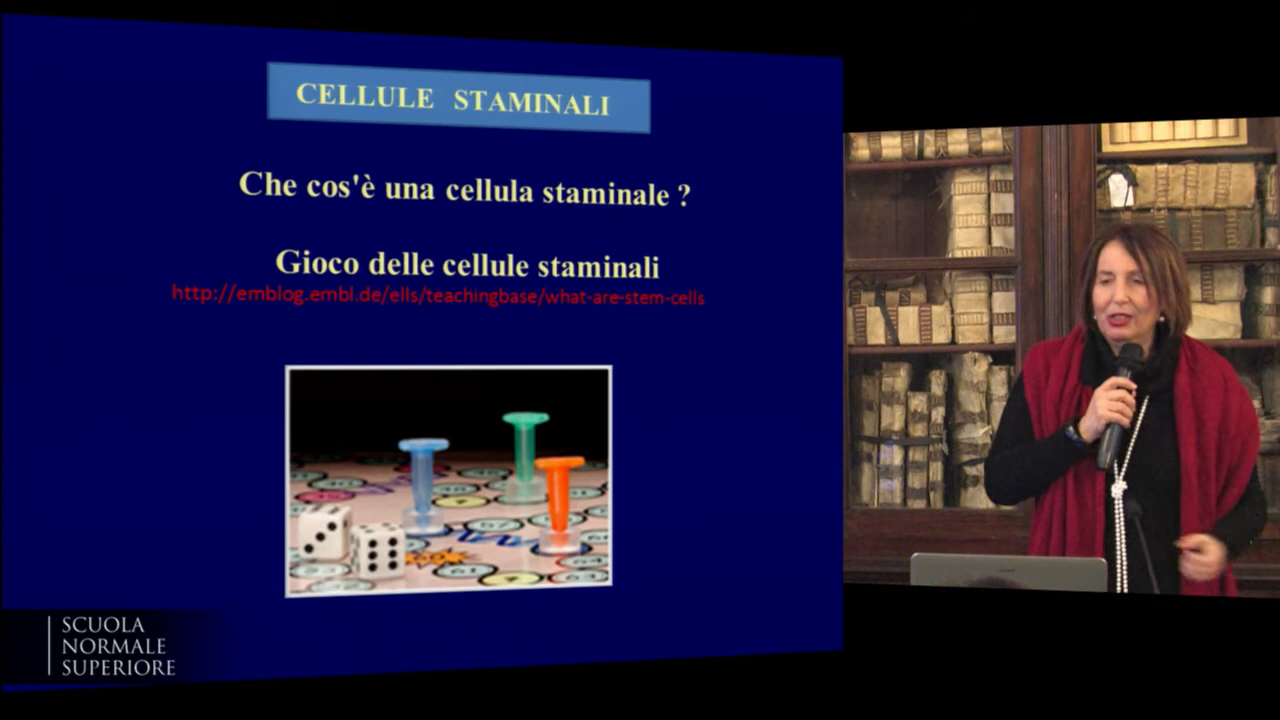 CELLULE STAMINALI
Che cos'è una cellula staminale ?
Gioco delle cellule staminali
http://emblog.embl.de/ells/teachingbase/what-are-stem-cells
SCUOLA
NORMALE
SUPERIORE